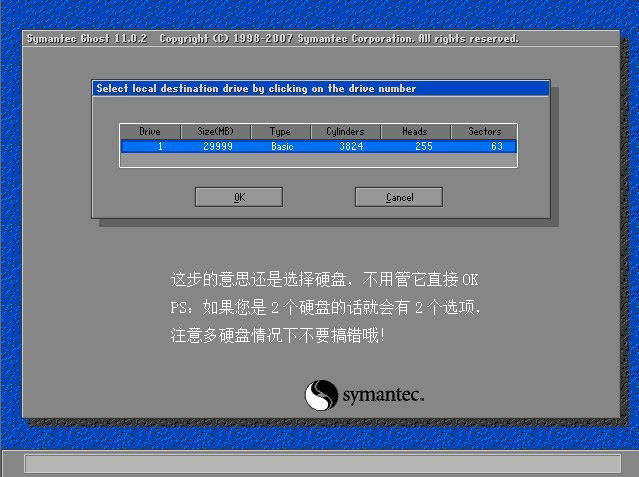 Symantec Ghost 11.0.2 Copyright (C) 1998-2007 Symantec Corporation. All rights reserved.
Select local destination drive by clicking on the drive number
Drive Size(MB) Type Cylinders Heads Sectors
1 29999 Basic 3824 255 63
OK Cancel
这步的意思还是选择硬盘，不用管它直接OK
PS：如果您是2个硬盘的话就会有2个选项，
注意多硬盘情况下不要搞错哦!
symantec™